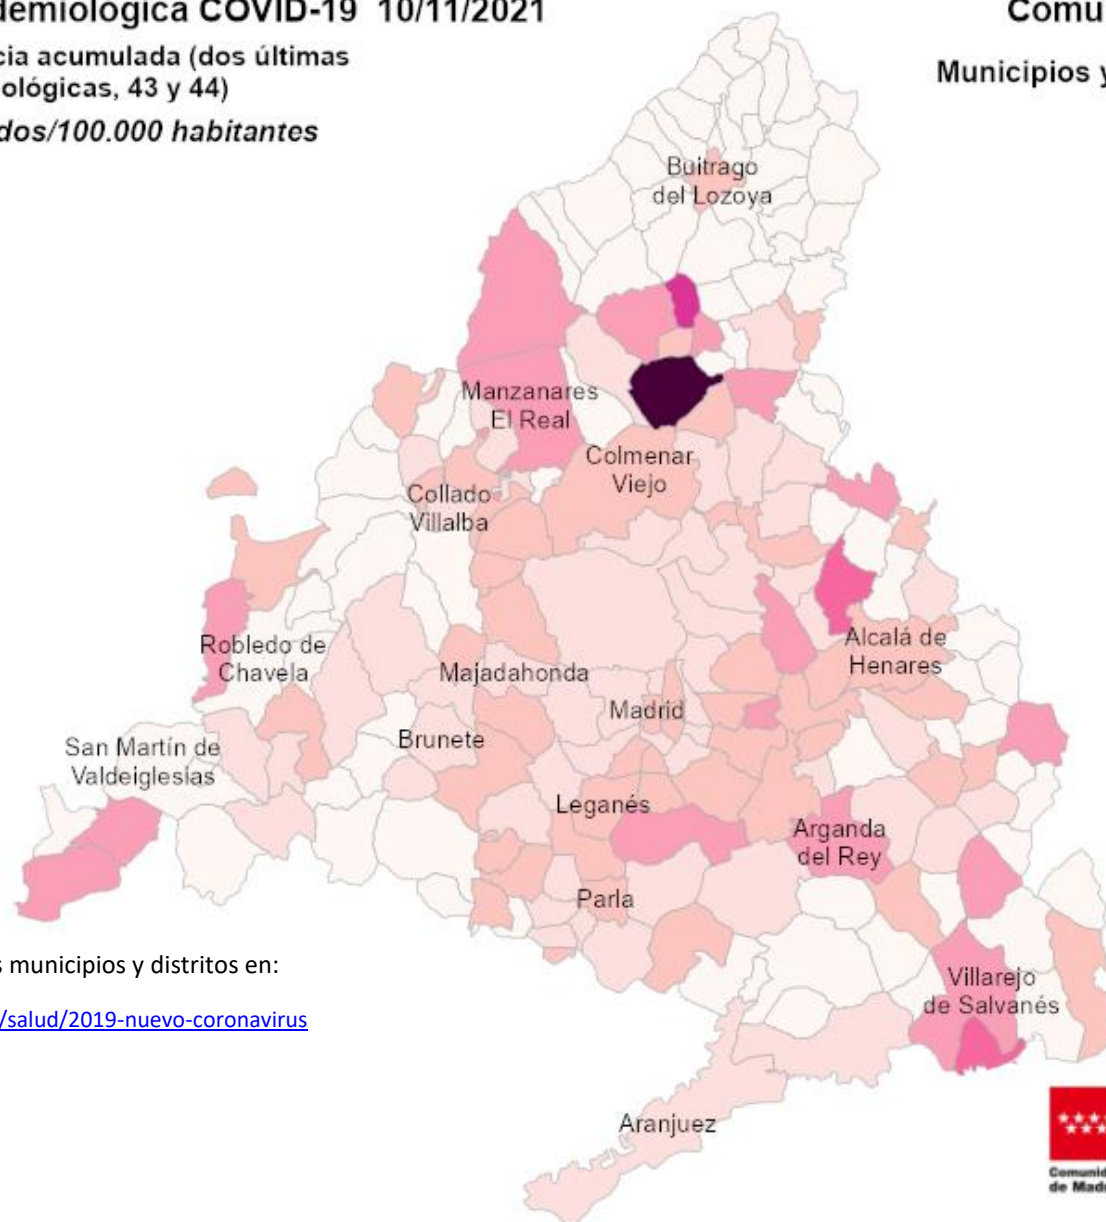 demiológica COVID-19 10/11/2021
Comu
cia acumulada (dos últimas
ológicas, 43 y 44)
Municipios y
dos/100.000 habitantes
Buitrago
del Lozoya
Manzanares
El Real
Colmenar
Viejo
Collado
Villalba
Robledo de
Chavela
Alcalá de
Henares
Majadahonda
Madrid
Brunete
San Martín de
Valdeiglesias
Leganés
Arganda
del Rey
Parla
s municipios y distritos en:
Villarejo
de Salvanés
/salud/2019-nuevo-coronavirus
Aranjuez
Comunid
de Madr